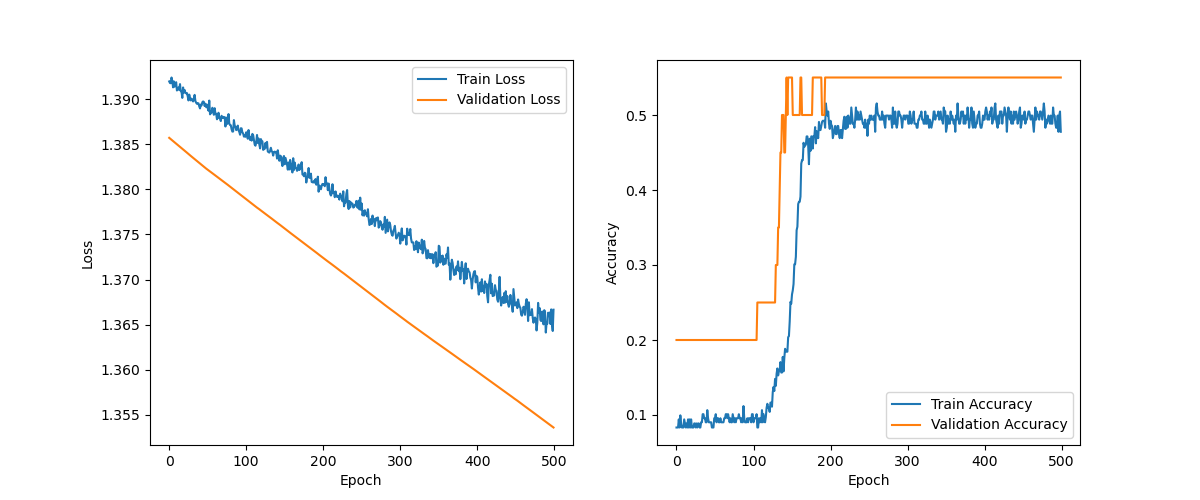 Train Loss
Validation Loss
1.390
1.385
1.380
1.375
1.370
1.365
1.360
1.355
Loss
0 100 200 300 400 500
Epoch
0.5
0.4
0.3
0.2
0.1
Accuracy
Train Accuracy
Validation Accuracy
0 100 200 300 400 500
Epoch